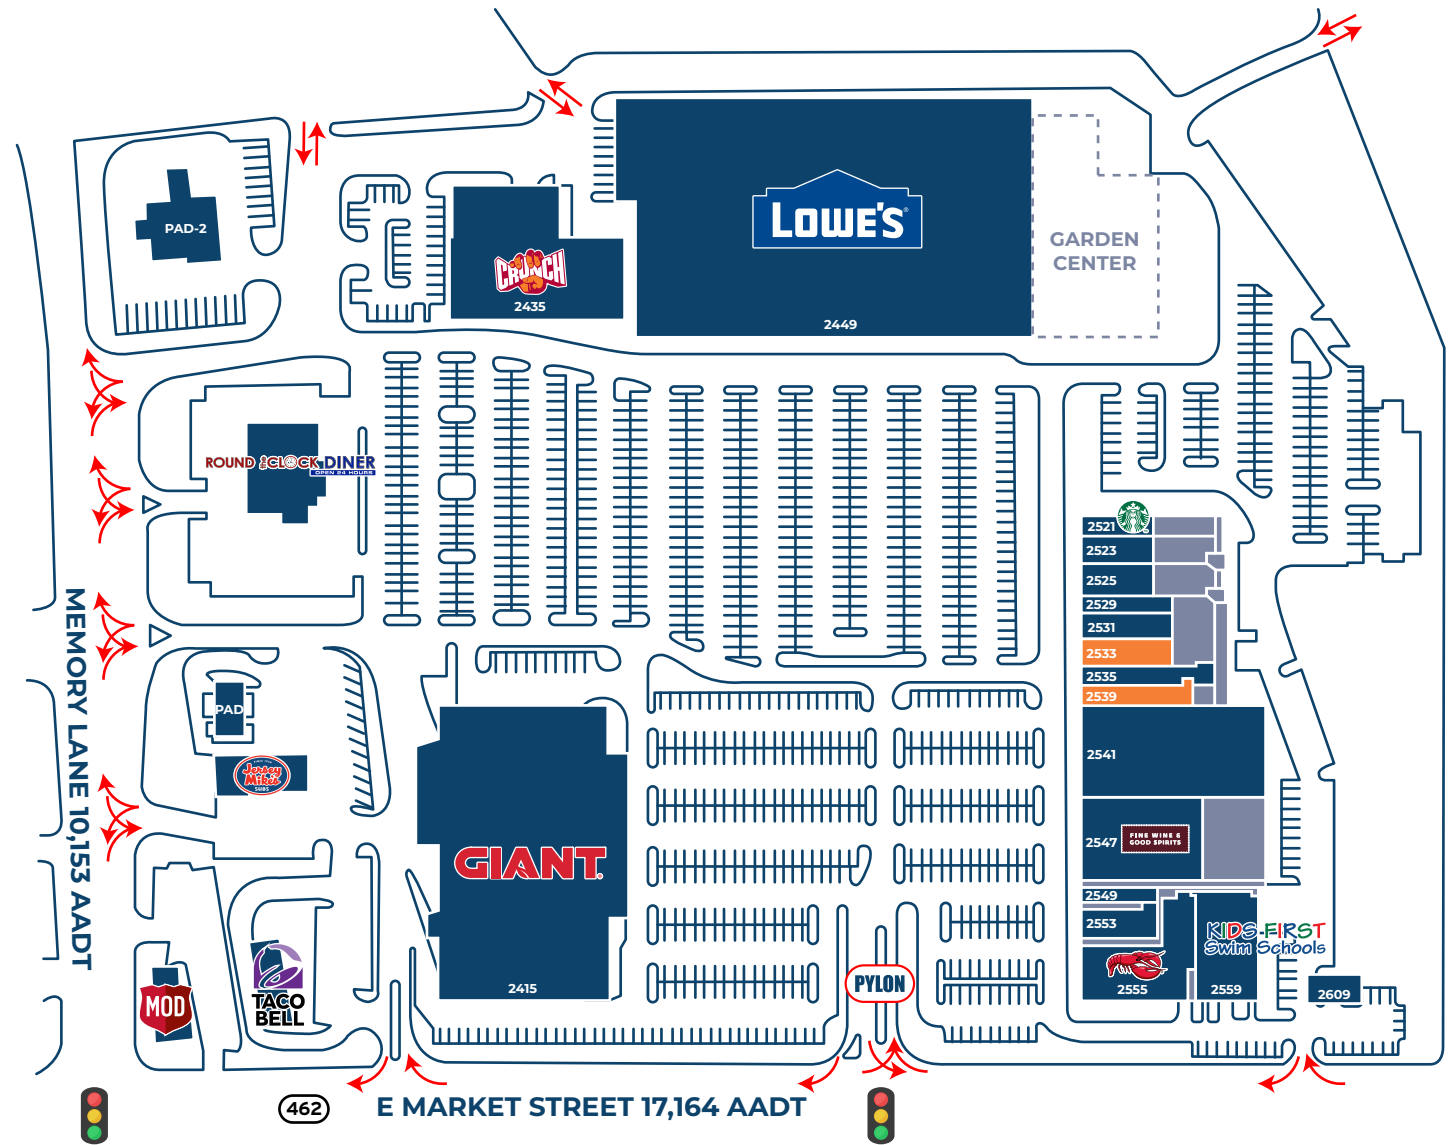 PAD-2
CRUNCH
2435
LOWE'S
2449
GARDEN
CENTER
ROUND THE CLOCK DINER
OPEN 24 HOURS
2521
2523
2525
2529
2531
2533
2535
2539
2541
2547
FINE WINE &
GOOD SPIRITS
2549
2553
2555
2559
KIDS-FIRST
Swim Schools
2609
PAD
Jersey
Mike's
SUBS
GIANT
2415
MOD
TACO
BELL
PYLON
MEMORY LANE 10,153 AADT
462
E MARKET STREET 17,164 AADT